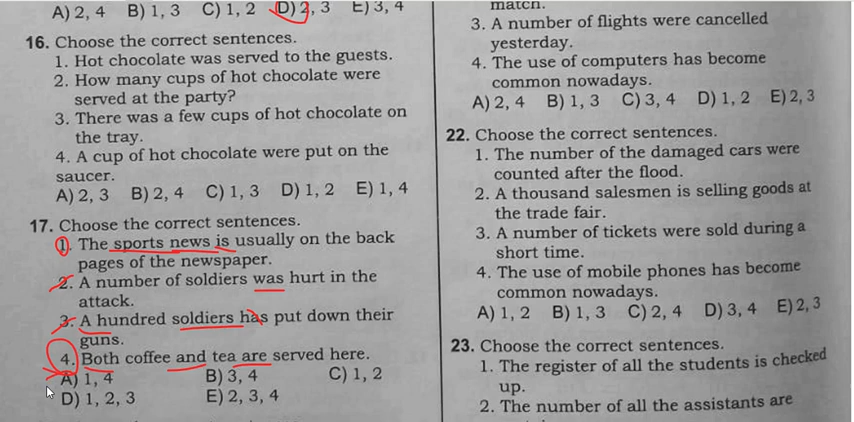 A) 2, 4 B) 1, 3 C) 1, 2 D) 2, 3 E) 3, 4
16. Choose the correct sentences.
1. Hot chocolate was served to the guests.
2. How many cups of hot chocolate were
served at the party?
3. There was a few cups of hot chocolate on
the tray.
4. A cup of hot chocolate were put on the
saucer.
A) 2, 3 B) 2, 4 C) 1, 3 D) 1, 2 E) 1, 4
17. Choose the correct sentences.
1. The sports news is usually on the back
pages of the newspaper.
2. A number of soldiers was hurt in the
attack.
3. A hundred soldiers has put down their
guns.
4. Both coffee and tea are served here.
A) 1, 4 B) 3, 4 C) 1, 2
D) 1, 2, 3 E) 2, 3, 4
match.
3. A number of flights were cancelled
yesterday.
4. The use of computers has become
common nowadays.
A) 2, 4 B) 1, 3 C) 3, 4 D) 1, 2 E) 2, 3
22. Choose the correct sentences.
1. The number of the damaged cars were
counted after the flood.
2. A thousand salesmen is selling goods at
the trade fair.
3. A number of tickets were sold during a
short time.
4. The use of mobile phones has become
common nowadays.
A) 1, 2 B) 1, 3 C) 2, 4 D) 3, 4 E) 2, 3
23. Choose the correct sentences.
1. The register of all the students is checked
up.
2. The number of all the assistants are